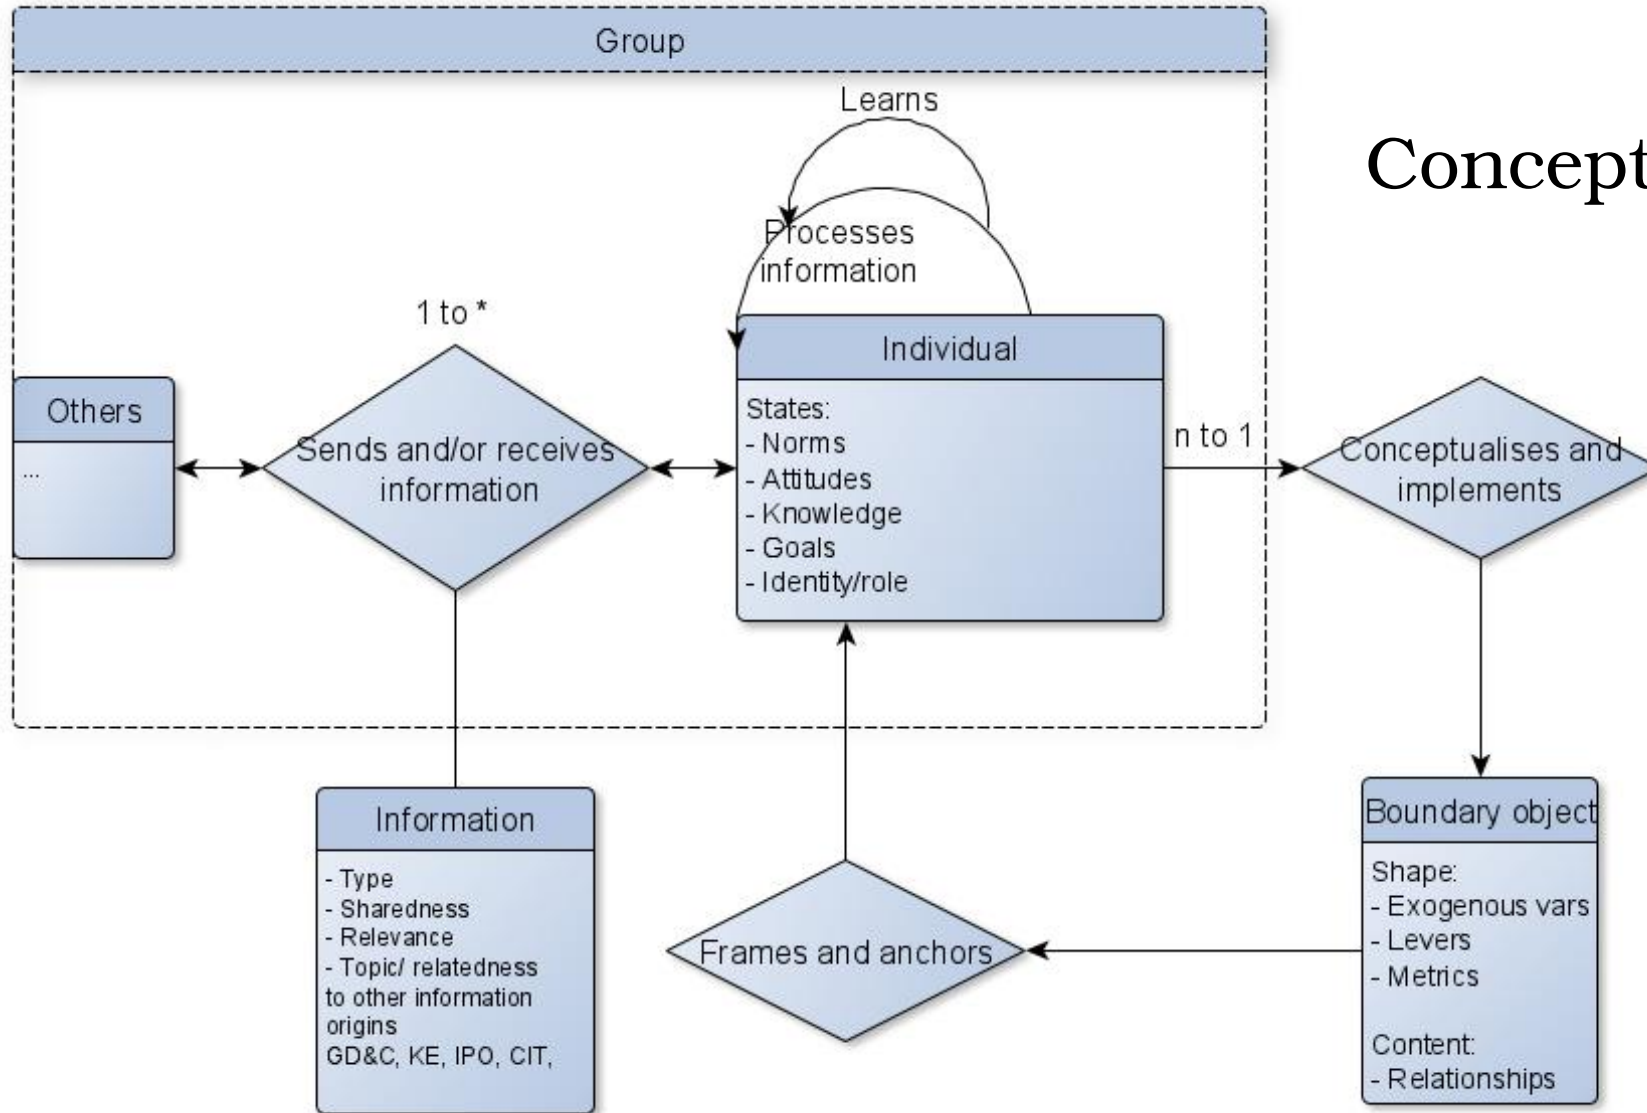 Group
Learns
Concept
Processes
information
1 to *
Individual
Others
States:
- Norms
- Attitudes
- Knowledge
- Goals
- Identity/role
...
Sends and/or receives
information
n to 1
Conceptualises and
implements
Information
- Type
- Sharedness
- Relevance
- Topic/ relatedness
to other information
origins
GD&C, KE, IPO, CIT,
Frames and anchors
Boundary object
Shape:
- Exogenous vars
- Levers
- Metrics
Content:
- Relationships